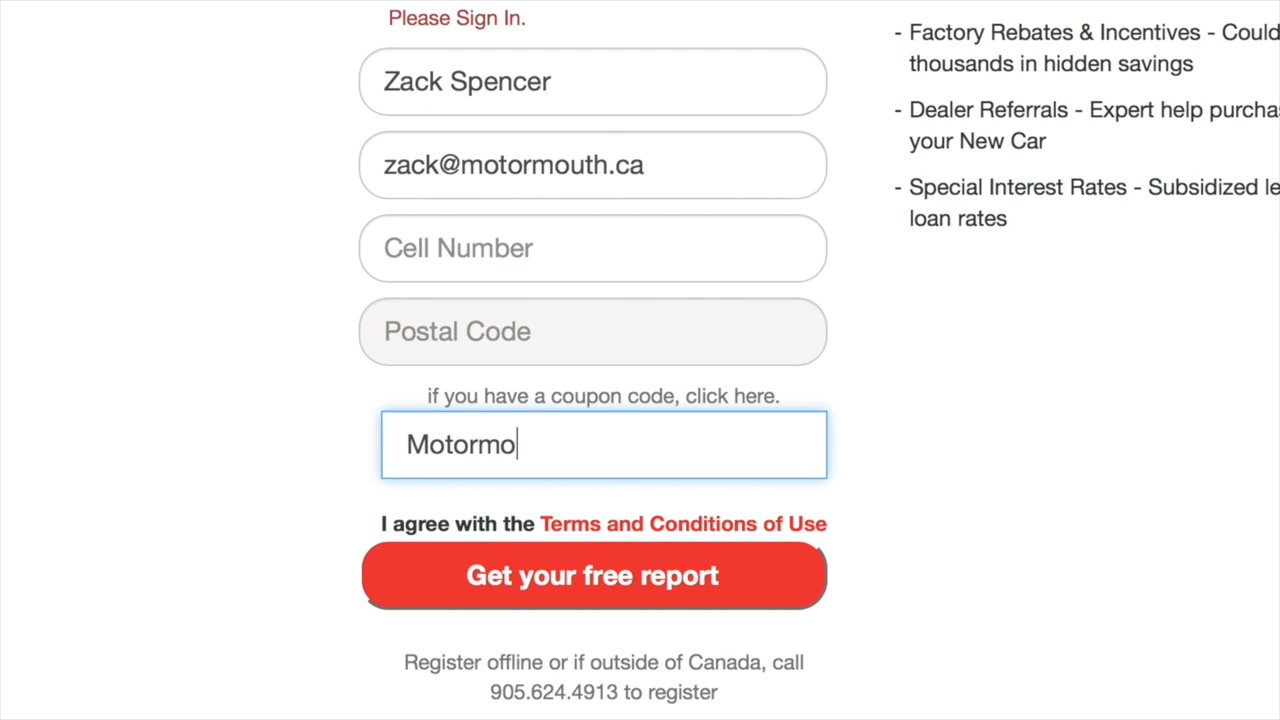 Please Sign In.
Zack Spencer
zack@motormouth.ca
Cell Number
Postal Code
if you have a coupon code, click here.
Motormo
I agree with the Terms and Conditions of Use
Get your free report
Register offline or if outside of Canada, call
905.624.4913 to register
- Factory Rebates & Incentives - Could
thousands in hidden savings
- Dealer Referrals - Expert help purcha
your New Car
- Special Interest Rates - Subsidized le
loan rates